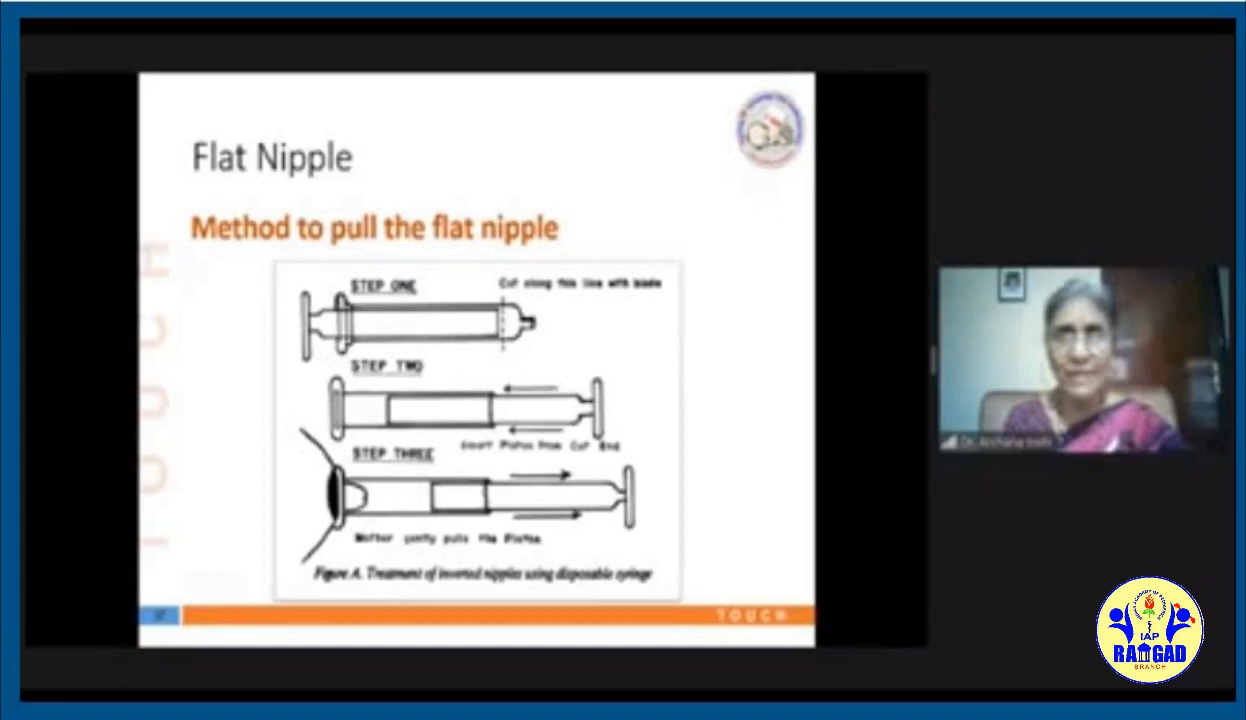 Flat Nipple
Method to pull the flat nipple
STEP ONE
Cut along this line with blade
STEP TWO
Insert Piston from Cut End
STEP THREE
Mother gently pulls the Piston
Figure A. Treatment of inverted nipples using disposable syringe
TOUCH
TOUCH
Dr. Archana
IAP
RAIGAD
BRANCH